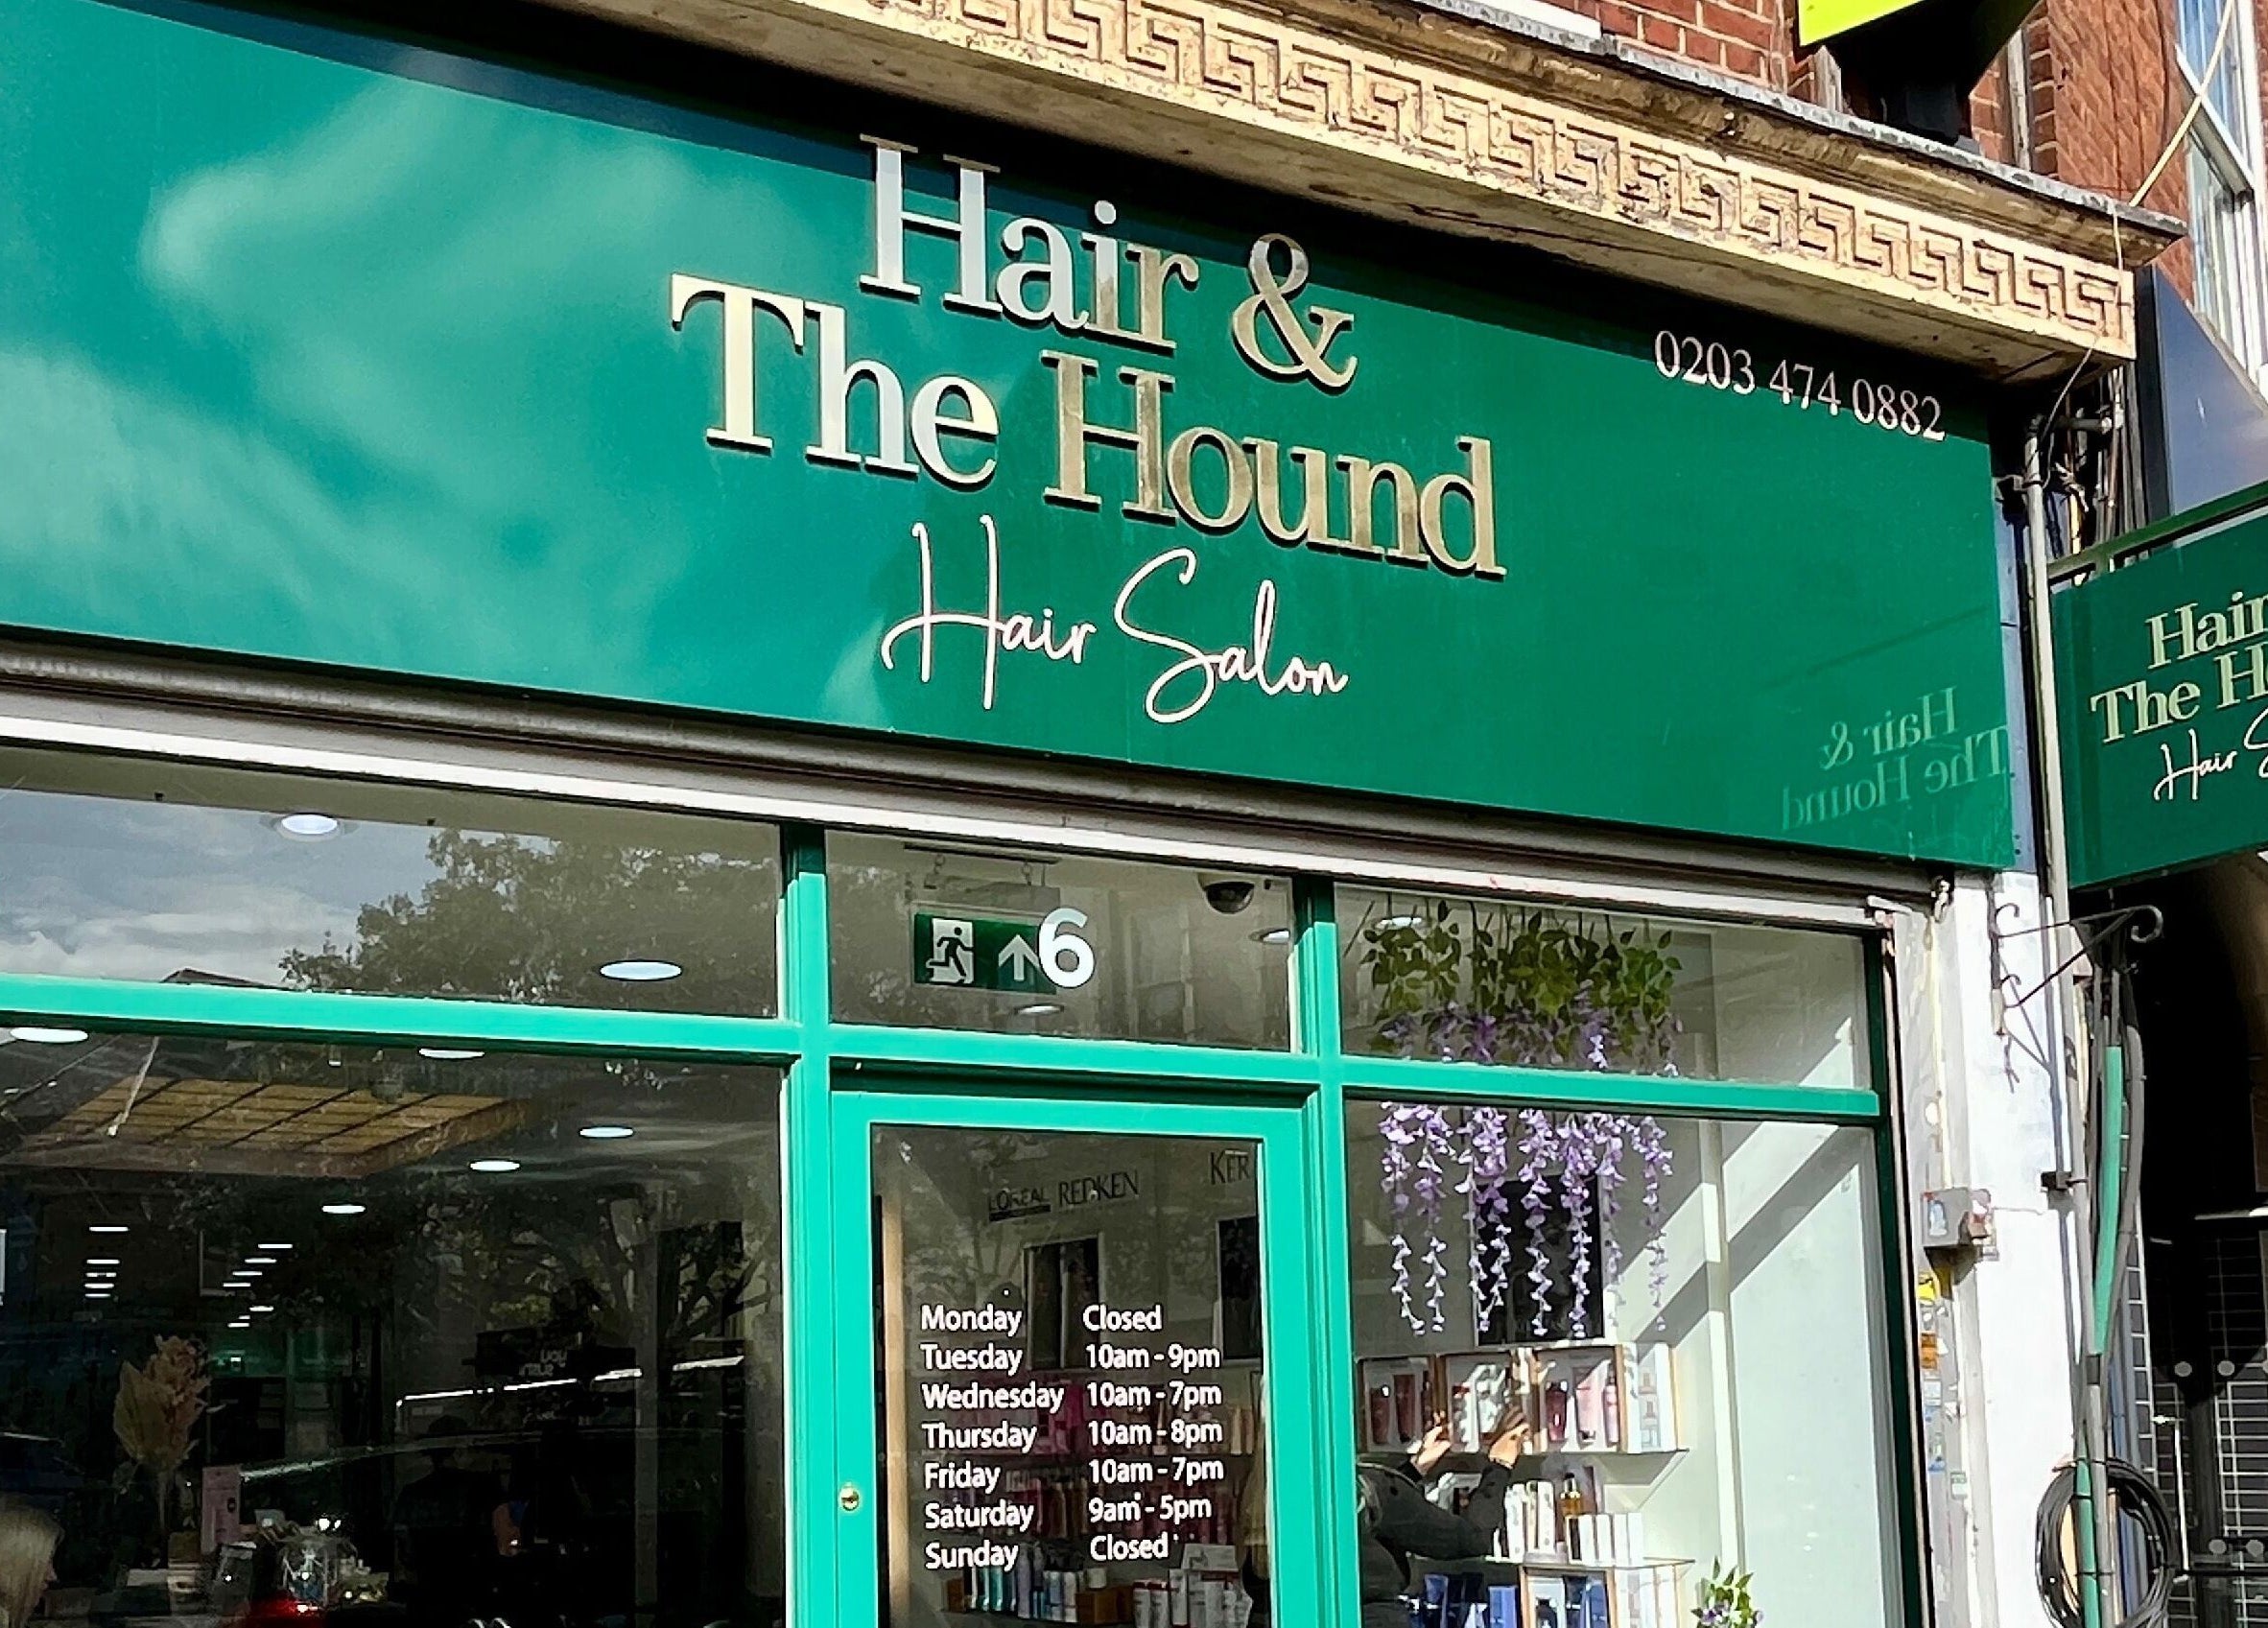 Hair &
The Hound
Hair Salon
0203 474 0882
Hair
The
Hair
Hair &
The Hound
6
L'OREAL REDKEN
Monday Closed
Tuesday 10am - 9pm
Wednesday 10am - 7pm
Thursday 10am - 8pm
Friday 10am - 7pm
Saturday 9am - 5pm
Sunday Closed